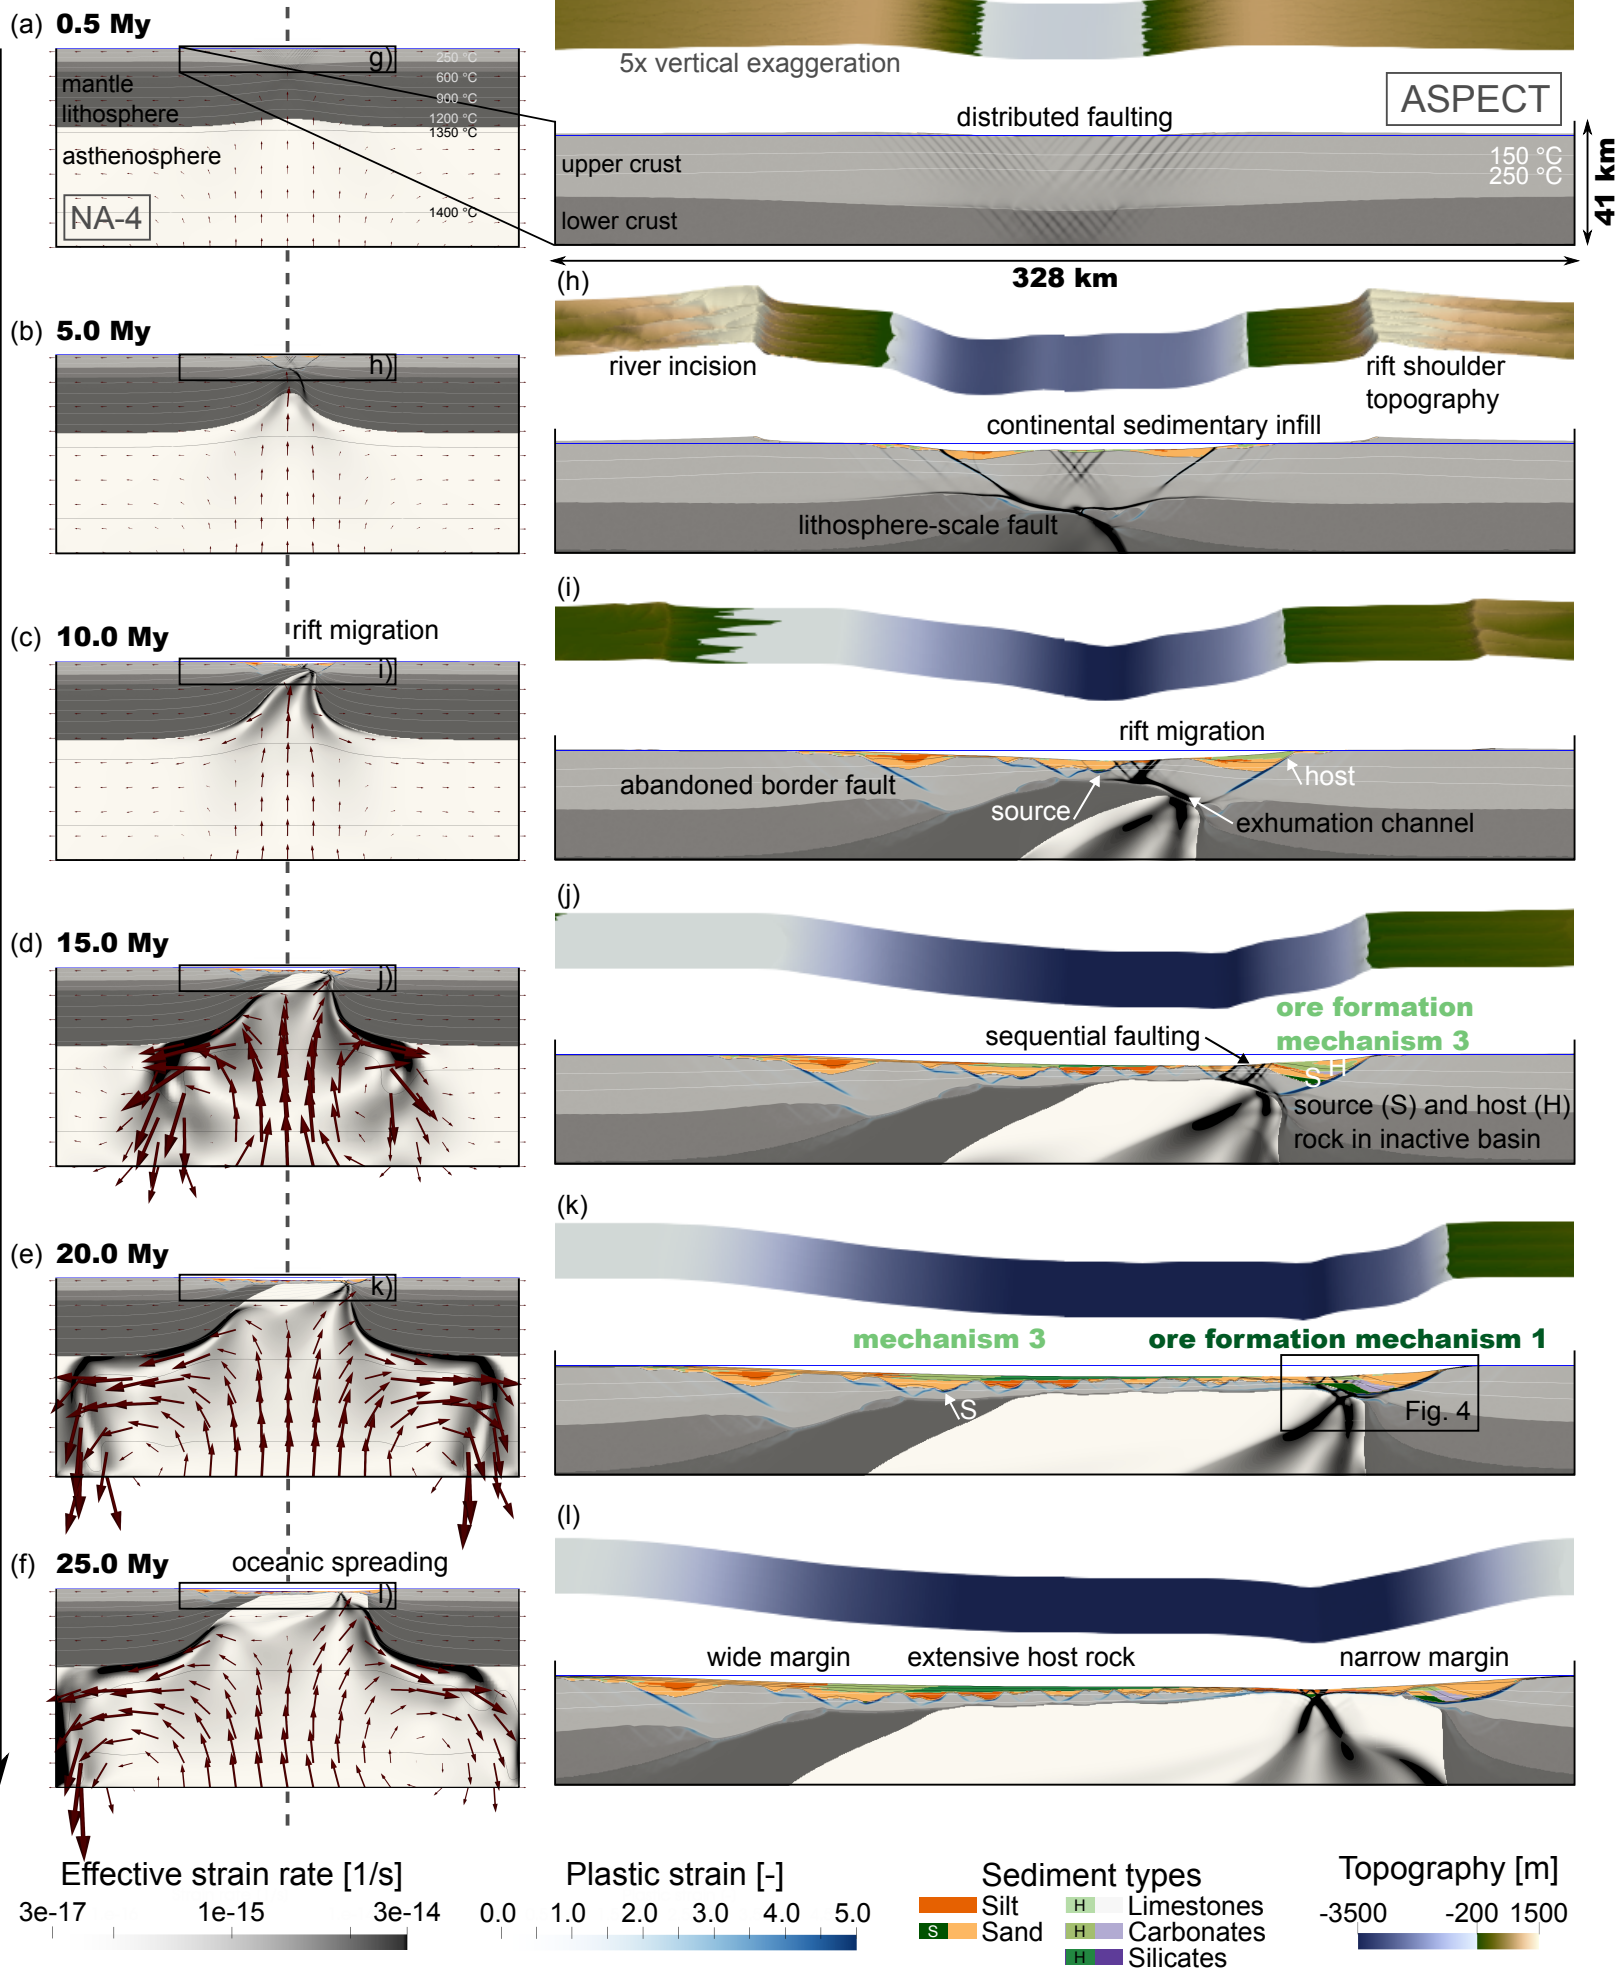 (a) 0.5 My
g)
250 °C
mantle
lithosphere
600 °C
900 °C
1200 °C
1350 °C
asthenosphere
1400 °C
NA-4
5x vertical exaggeration
ASPECT
distributed faulting
upper crust
150 °C
250 °C
lower crust
41 km
328 km
(b) 5.0 My
h)
(h)
river incision
rift shoulder
topography
continental sedimentary infill
lithosphere-scale fault
(c) 10.0 My
rift migration
i)
(i)
rift migration
abandoned border fault
source
host
exhumation channel
(d) 15.0 My
j)
(j)
ore formation
mechanism 3
sequential faulting
S H
source (S) and host (H)
rock in inactive basin
(e) 20.0 My
k)
(k)
mechanism 3
ore formation mechanism 1
S
Fig. 4
(f) 25.0 My
oceanic spreading
l)
(l)
wide margin
extensive host rock
narrow margin
Effective strain rate [1/s]
3e-17 1e-15 3e-14
Plastic strain [-]
0.0 1.0 2.0 3.0 4.0 5.0
Sediment types
Silt
S Sand
H Limestones
H Carbonates
H Silicates
Topography [m]
-3500 -200 1500